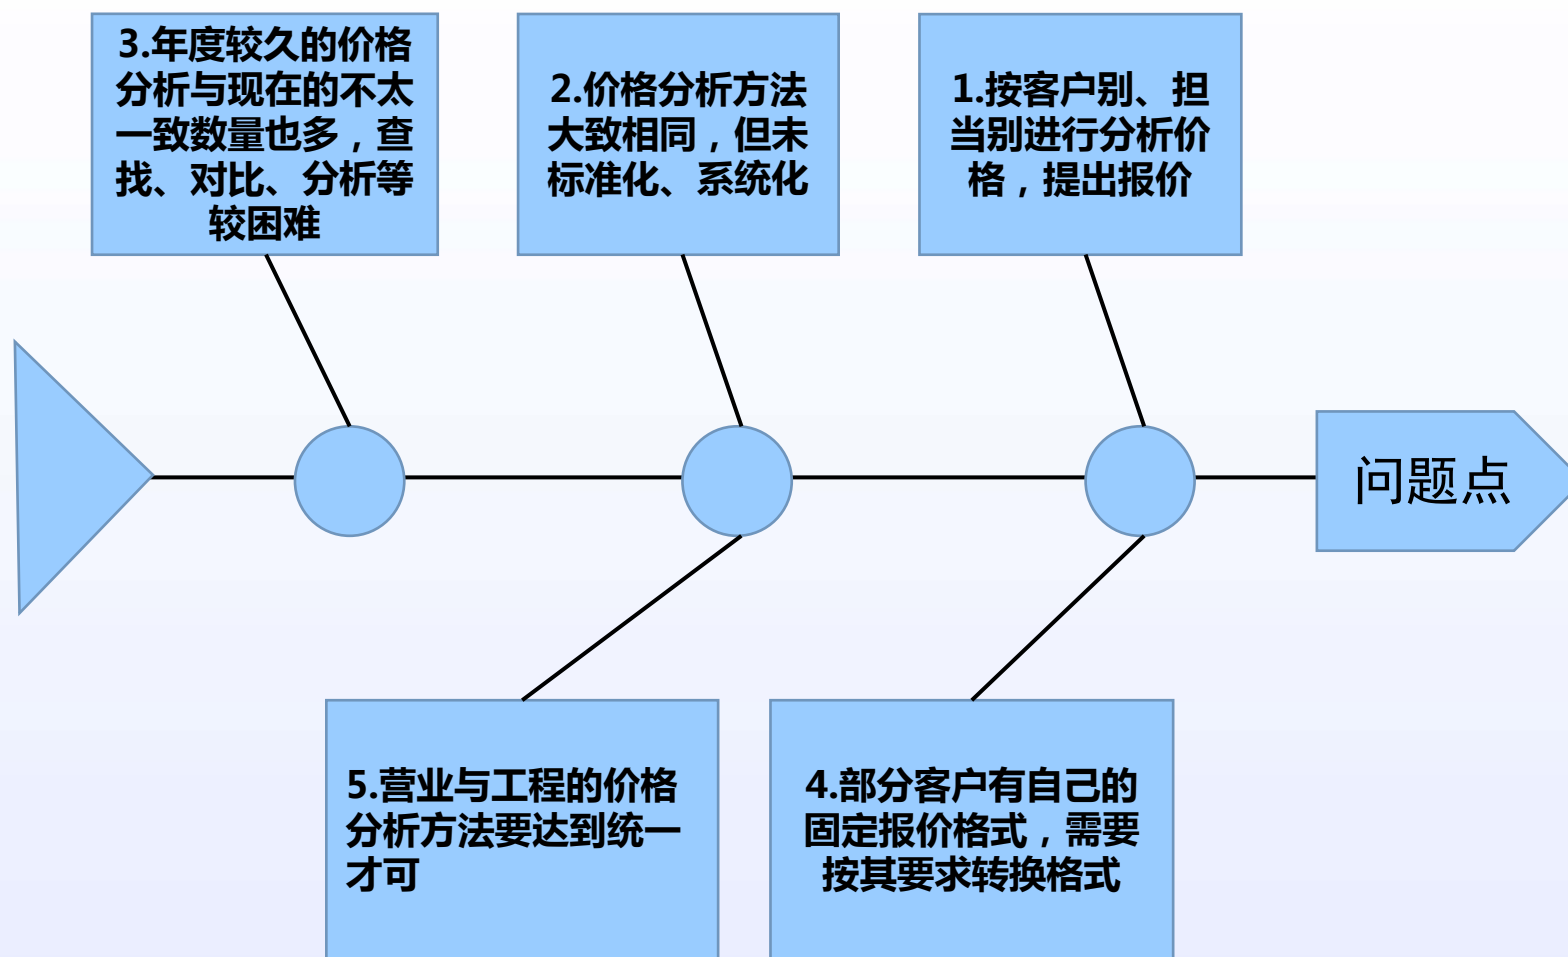 3.年度较久的价格
分析与现在的不太
一致数量也多，查
找、对比、分析等
较困难
2.价格分析方法
大致相同，但未
标准化、系统化
1.按客户别、担
当别进行分析价
格，提出报价
问题点
5.营业与工程的价格
分析方法要达到统一
才可
4.部分客户有自己的
固定报价格式，需要
按其要求转换格式